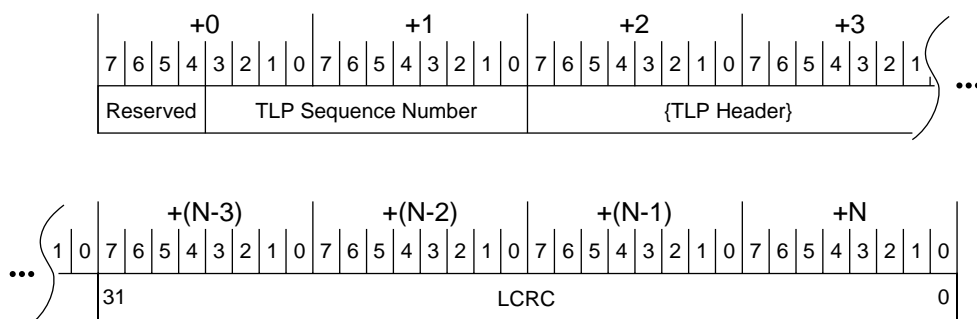 +0 +1 +2 +3
7 6 5 4 3 2 1 0 7 6 5 4 3 2 1 0 7 6 5 4 3 2 1 0 7 6 5 4 3 2 1
Reserved TLP Sequence Number {TLP Header}
...
+(N-3) +(N-2) +(N-1) +N
1 0 7 6 5 4 3 2 1 0 7 6 5 4 3 2 1 0 7 6 5 4 3 2 1 0 7 6 5 4 3 2 1 0
...
31 LCRC 0